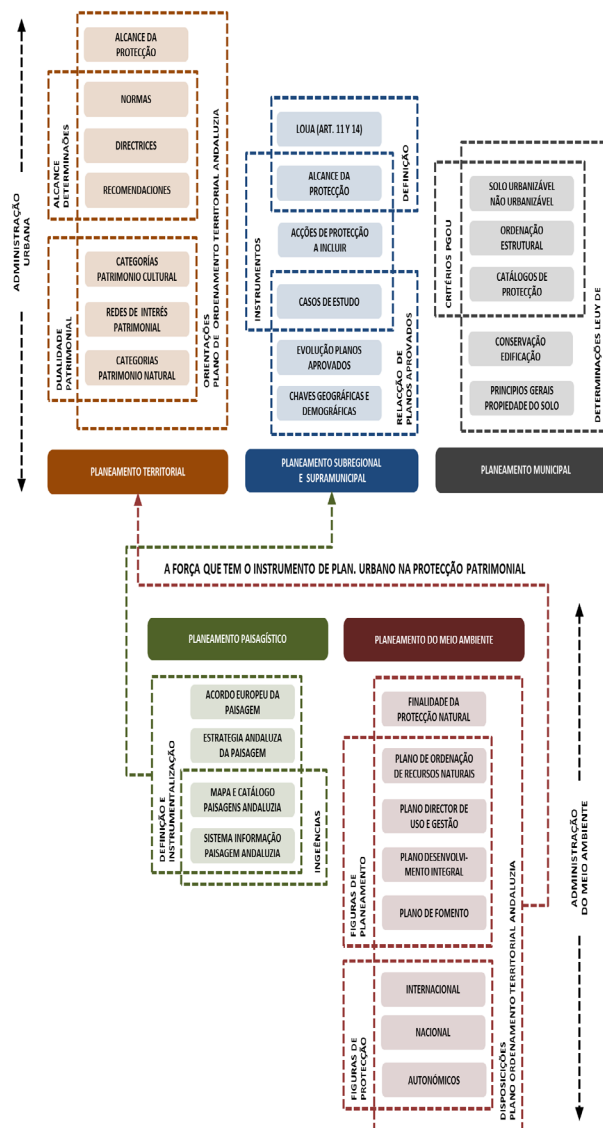 ADMINISTRAÇÃO
URBANA
ALCANCE DA
PROTECÇÃO
NORMAS
DIRECTRICES
RECOMENDACIONES
ALCANCE
DETERMINAÕES
CATEGORÍAS
PATRIMONIO CULTURAL
REDES DE INTERÉS
PATRIMONIAL
CATEGORIAS
PATRIMONIO NATURAL
DUALIDADE
PATRIMONIAL
ORIENTAÇÕES
PLANO DE ORDENAMENTO TERRITORIAL ANDALUZIA
LOUA (ART. 11 Y 14)
ALCANCE DA
PROTECÇÃO
DEFINIÇÃO
ACÇÕES DE PROTECÇÃO
A INCLUIR
CASOS DE ESTUDO
INSTRUMENTOS
EVOLUÇÃO PLANOS
APROVADOS
CHAVES GEOGRÁFICAS E
DEMOGRÁFICAS
RELACÇÃO DE
PLANOS APROVADOS
SOLO URBANIZÁVEL
NÃO URBANIZÁVEL
ORDENAÇÃO
ESTRUTURAL
CATÁLOGOS DE
PROTECÇÃO
CRITÉRIOS PGOU
CONSERVAÇÃO
EDIFICAÇÃO
PRINCIPIOS GERAIS
PROPIEDADE DO SOLO
DETERMINAÇÕES LEUY DE
PLANEAMENTO TERRITORIAL
PLANEAMENTO SUBREGIONAL
E SUPRAMUNICIPAL
PLANEAMENTO MUNICIPAL
A FORÇA QUE TEM O INSTRUMENTO DE PLAN. URBANO NA PROTECÇÃO PATRIMONIAL
PLANEAMENTO PAISAGÍSTICO
PLANEAMENTO DO MEIO AMBIENTE
ACORDO EUROPEU DA
PAISAGEM
ESTRATEGIA ANDALUZA
DA PAISAGEM
MAPA E CATÁLOGO
PAISAGENS ANDALUZIA
SISTEMA INFORMAÇÃO
PAISAGEM ANDALUZIA
DEFINIÇÃO E
INSTRUMENTALIZAÇÃO
INGEÊNCIAS
FINALIDADE DA
PROTECÇÃO NATURAL
PLANO DE ORDENAÇÃO
DE RECURSOS NATURAIS
PLANO DIRECTOR DE
USO E GESTÃO
PLANO DESENVOLVI-
MENTO INTEGRAL
PLANO DE FOMENTO
FIGURAS DE
PLANEAMENTO
INTERNACIONAL
NACIONAL
AUTONÓMICOS
FIGURAS DE
PROTECÇÃO
DISPOSICIÇÕES
PLANO ORDENAMENTO TERRITORIAL ANDALUZIA
ADMINISTRAÇÃO
DO MEIO AMBIENTE